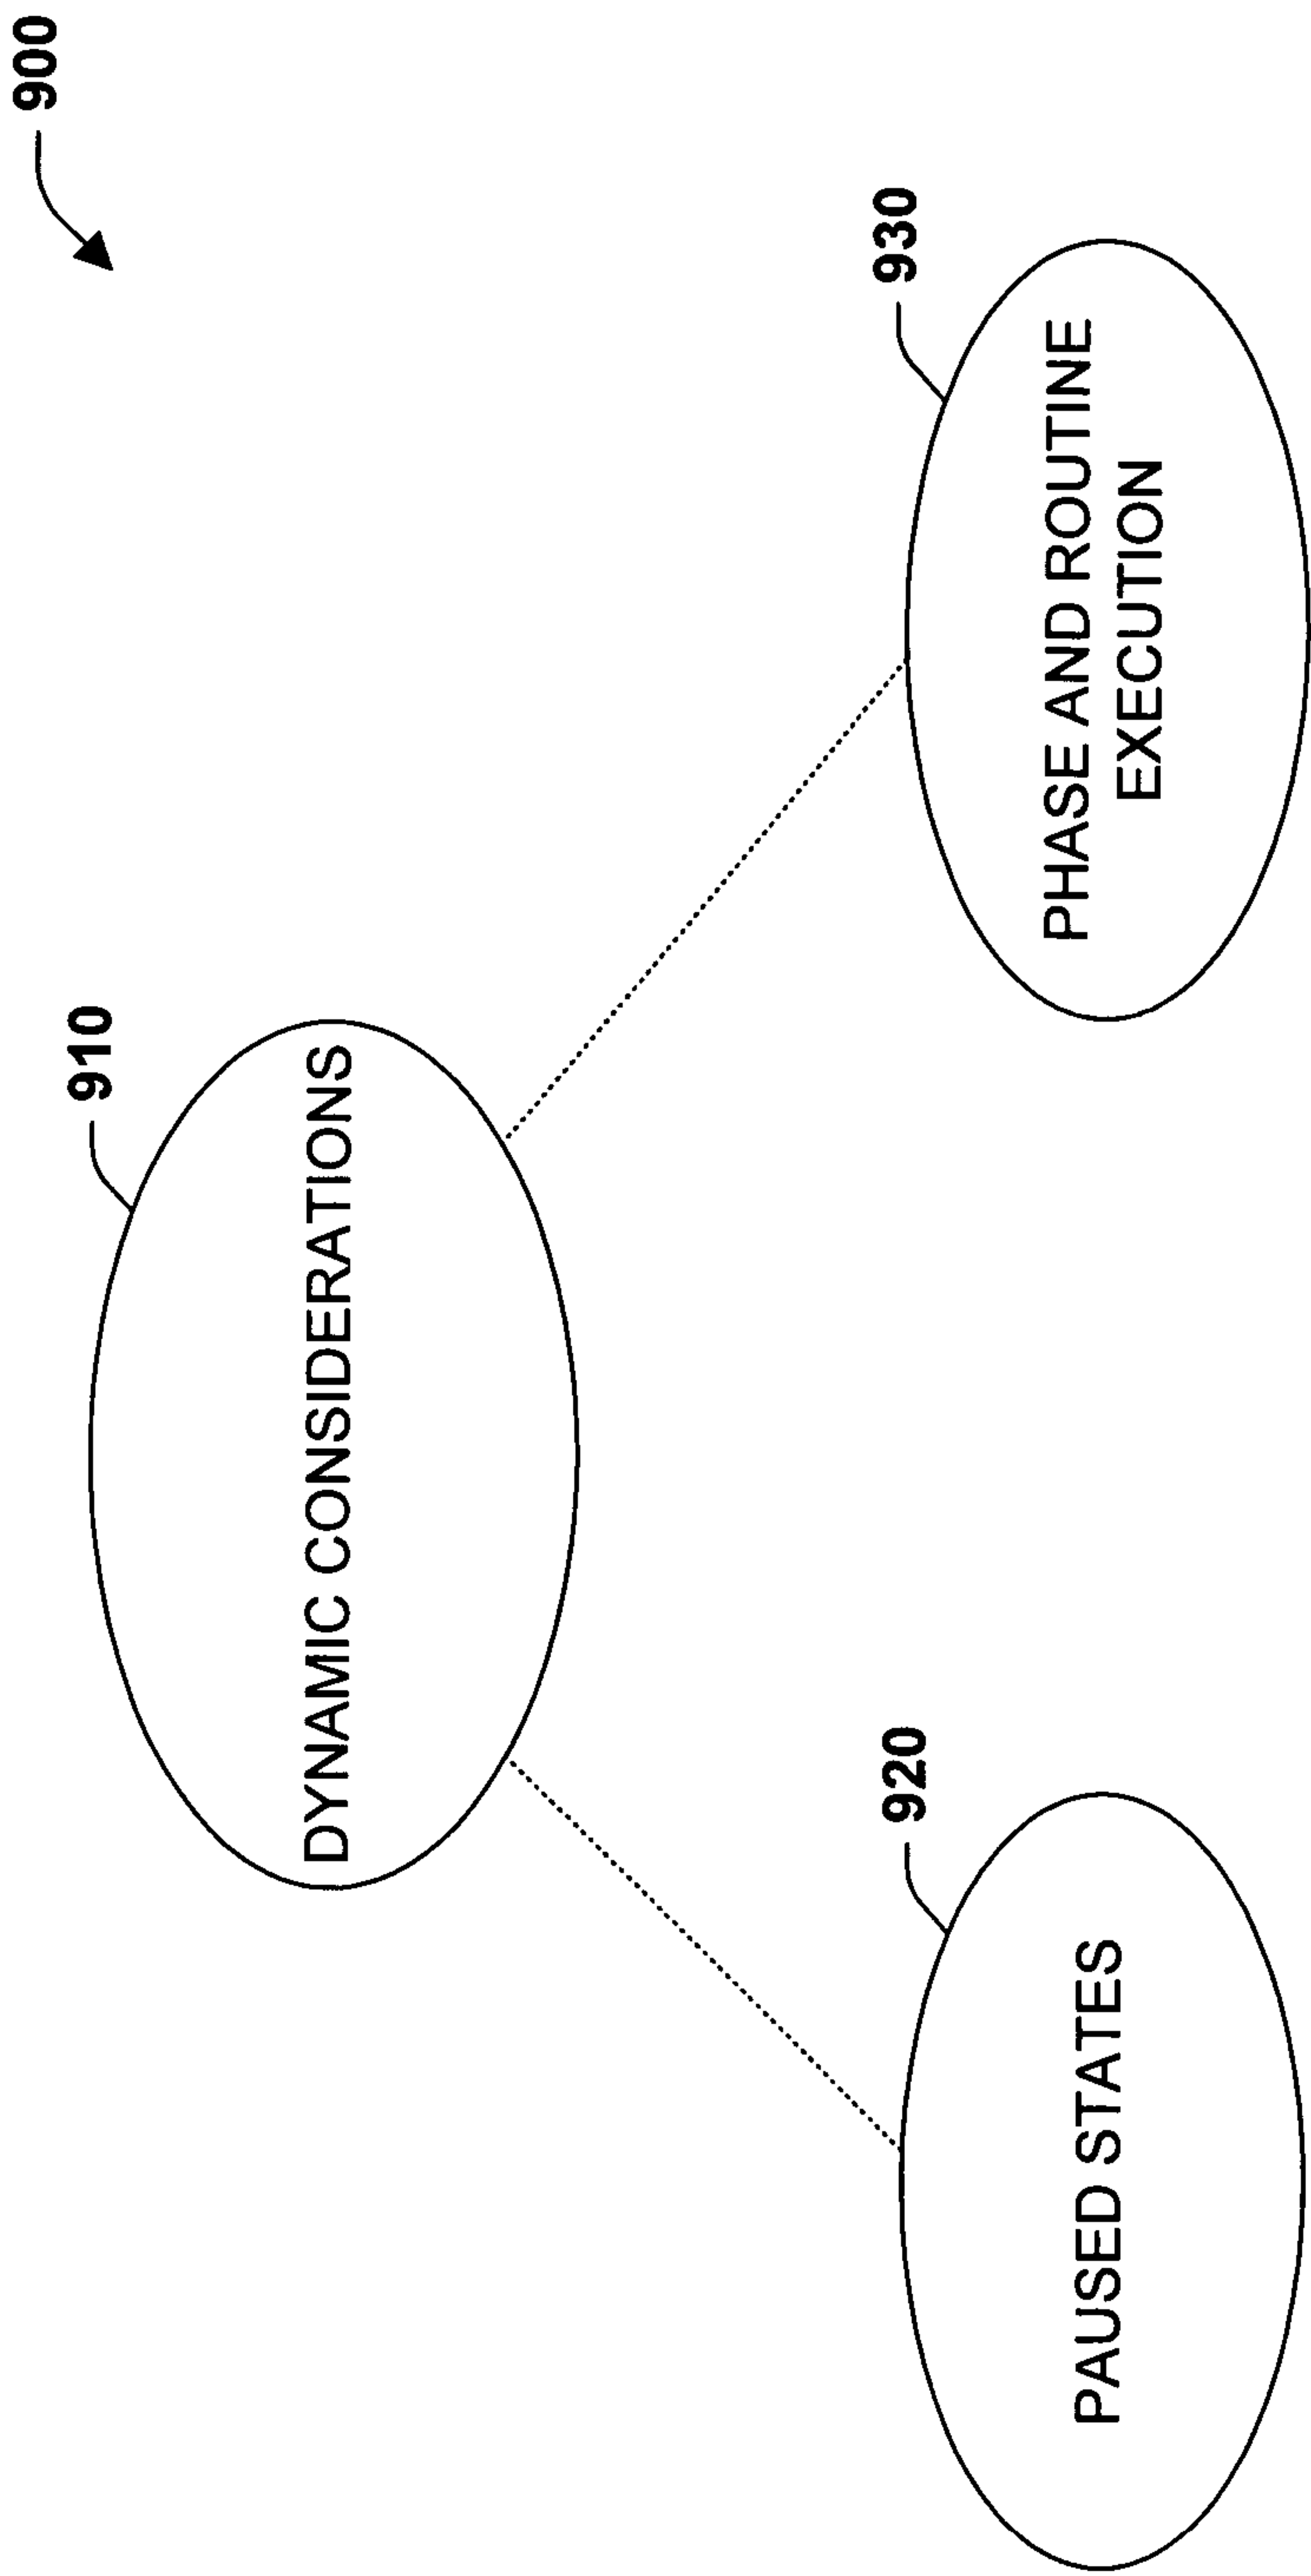 900
910
DYNAMIC CONSIDERATIONS
920
PAUSED STATES
930
PHASE AND ROUTINE
EXECUTION